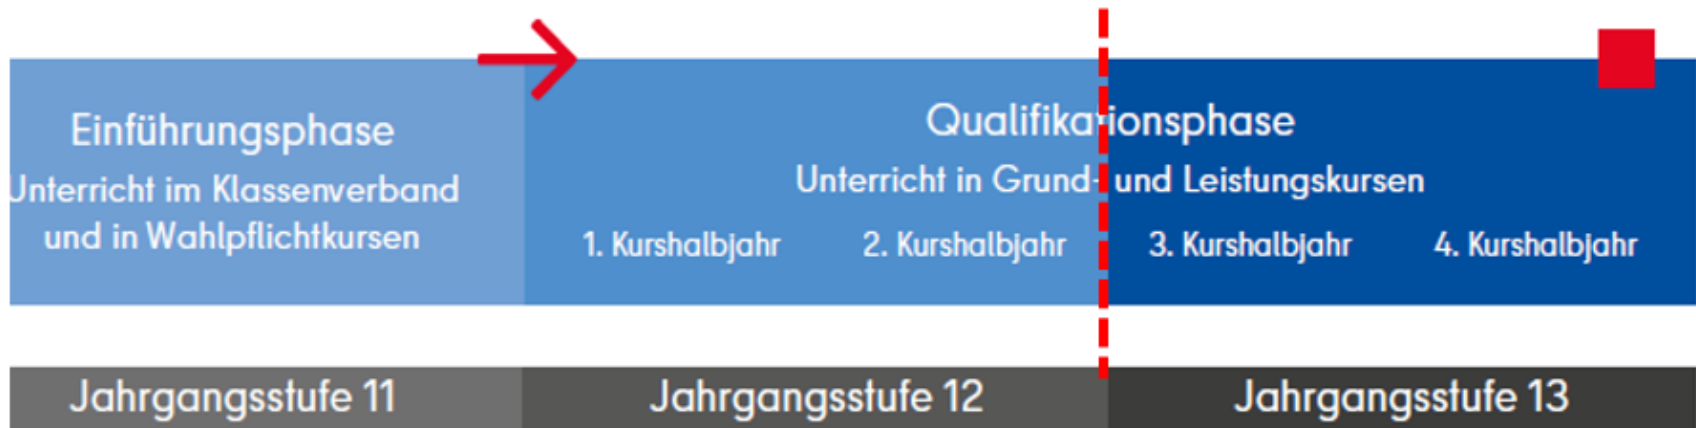 Einführungsphase
Unterricht im Klassenverband
und in Wahlpflichtkursen
Qualifikationsphase
Unterricht in Grund- und Leistungskursen
1. Kurshalbjahr 2. Kurshalbjahr 3. Kurshalbjahr 4. Kurshalbjahr
Jahrgangsstufe 11 Jahrgangsstufe 12 Jahrgangsstufe 13